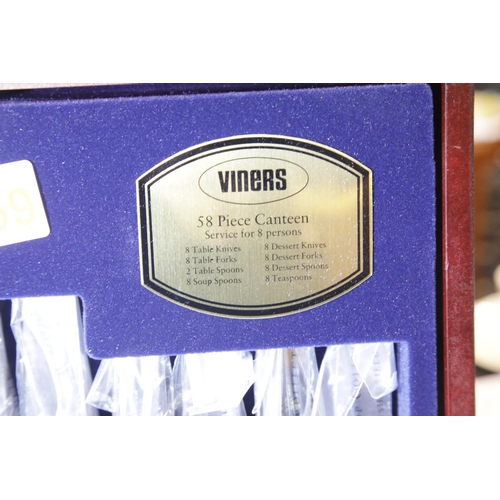 VINERS
58 Piece Canteen
Service for 8 persons
8 Table Knives
8 Table Forks
2 Table Spoons
8 Soup Spoons
8 Dessert Knives
8 Dessert Forks
8 Dessert Spoons
8 Teaspoons